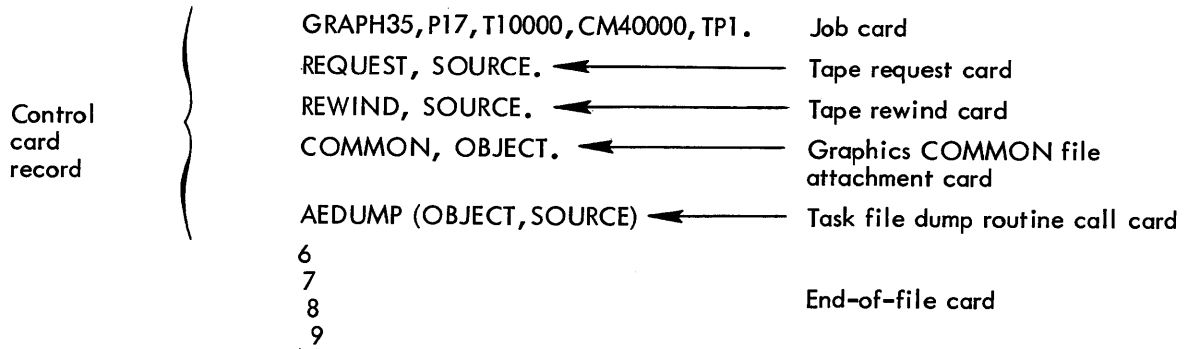 GRAPH35,P17,T10000,CM40000,TP1. Job card
REQUEST, SOURCE. Tape request card
REWIND, SOURCE. Tape rewind card
Control
card
record
COMMON, OBJECT. Graphics COMMON file
attachment card
AEDUMP (OBJECT,SOURCE) Task file dump routine call card
6
7
8
9
End-of-file card